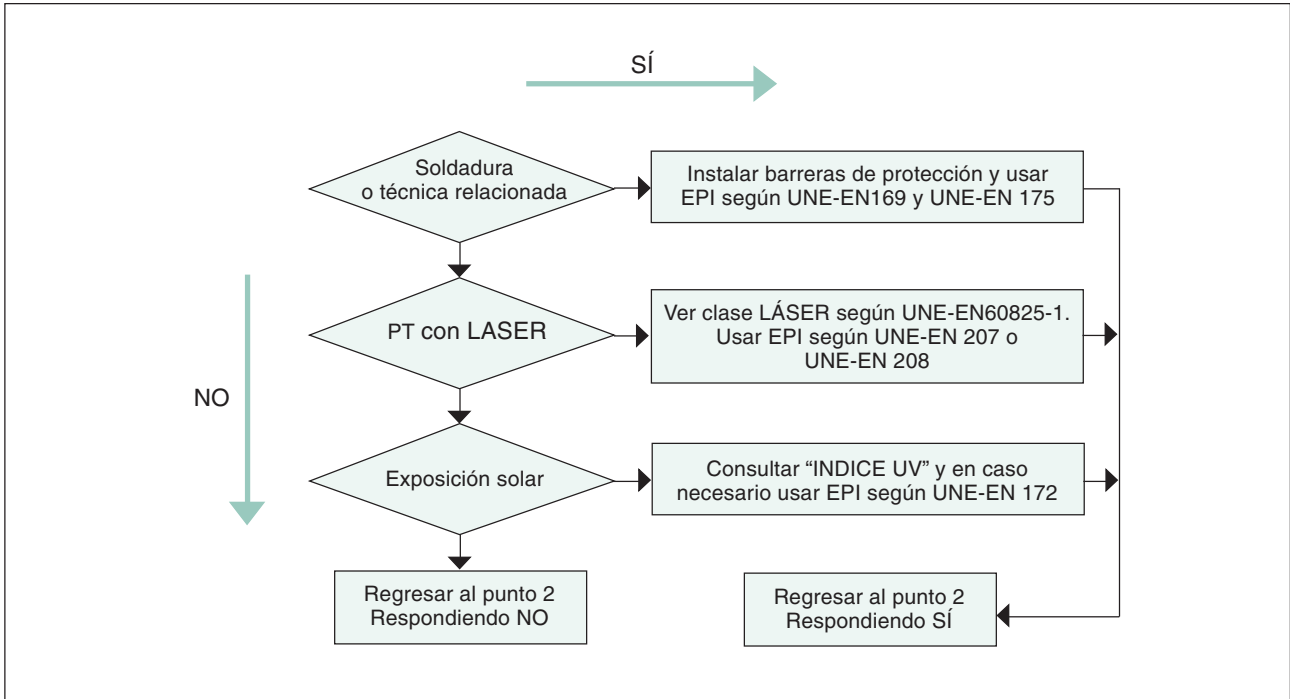 SÍ
Soldadura
o técnica relacionada
Instalar barreras de protección y usar
EPI según UNE-EN169 y UNE-EN 175
NO
PT con LASER
Ver clase LÁSER según UNE-EN60825-1.
Usar EPI según UNE-EN 207 o
UNE-EN 208
Exposición solar
Consultar “INDICE UV” y en caso
necesario usar EPI según UNE-EN 172
Regresar al punto 2
Respondiendo NO
Regresar al punto 2
Respondiendo SÍ